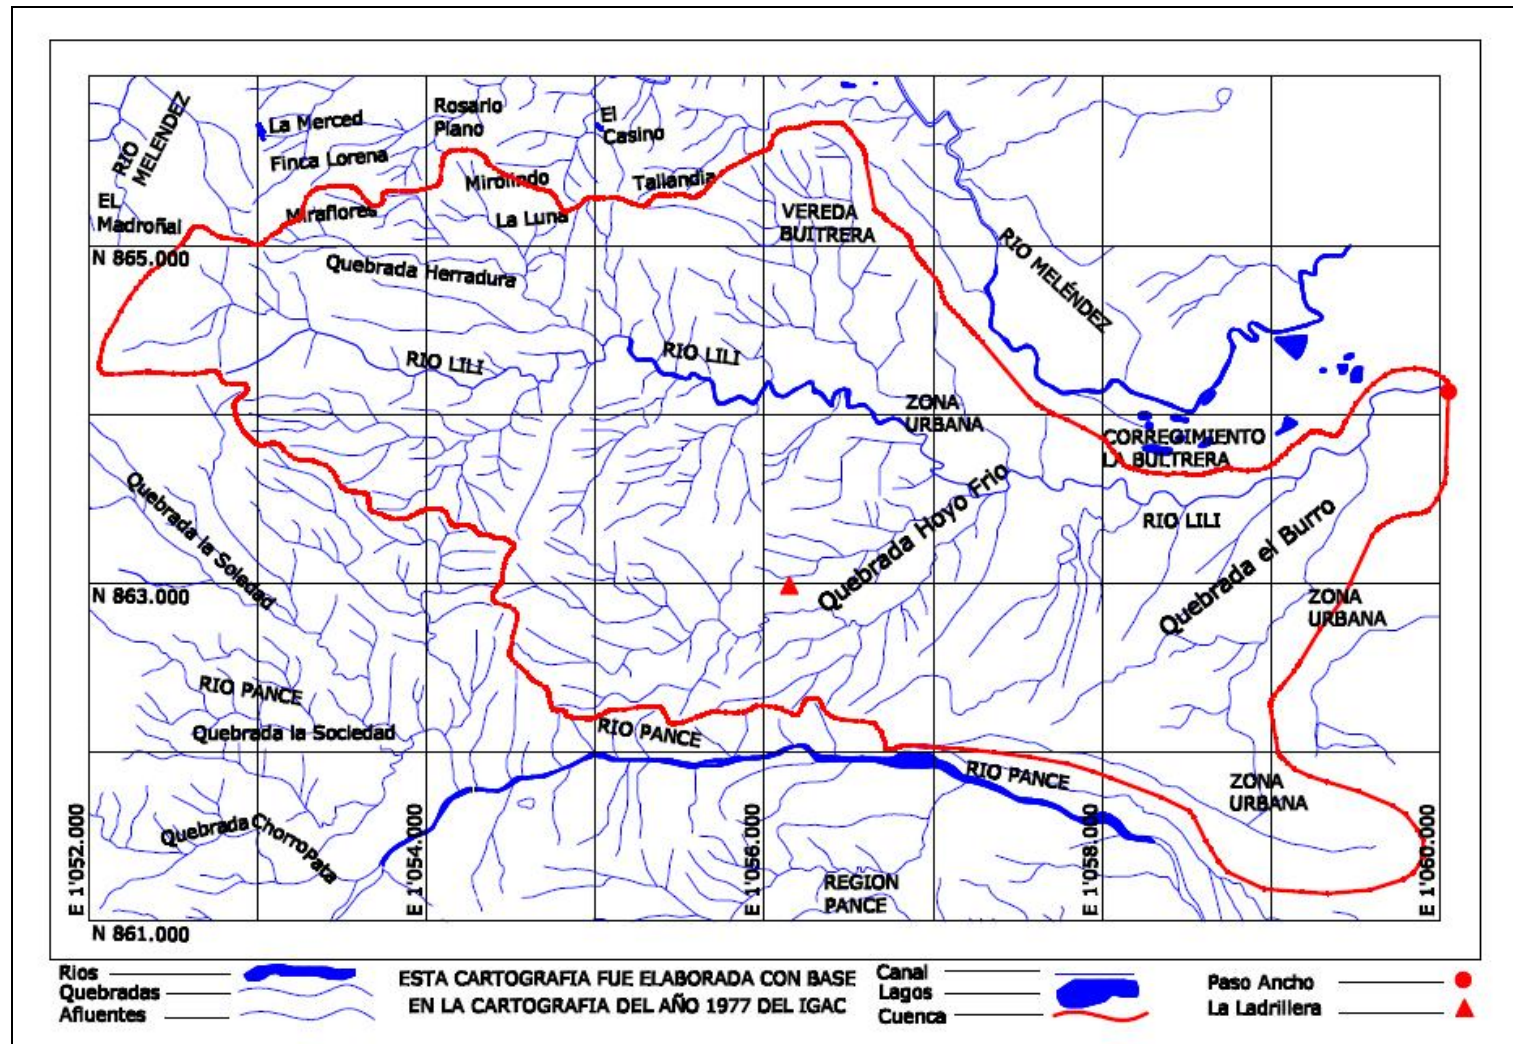 RIO
MELENDEZ
La Merced
Finca Lorena
Rosario
Plano
El
Casino
Mirolindo
Tallandia
EL
Madroñal
Miraflores
La Luna
VEREDA
BUITRERA
N 865.000
Quebrada Herradura
RIO MELÉNDEZ
RIO LILI
RIO LILI
ZONA
URBANA
CORREGIMIENTO
LA BULTRERA
Quebrada la Soledad
Quebrada Hoyo Frio
RIO LILI
Quebrada el Burro
N 863.000
ZONA
URBANA
RIO PANCE
Quebrada la Sociedad
RIO PANCE
RIO PANCE
ZONA
URBANA
Quebrada ChorroPata
REGION
PANCE
E 1'052.000
E 1'054.000
E 1'056.000
E 1'058.000
E 1'060.000
N 861.000
Rios
Quebradas
Afluentes
ESTA CARTOGRAFIA FUE ELABORADA CON BASE
EN LA CARTOGRAFIA DEL AÑO 1977 DEL IGAC
Canal
Lagos
Cuenca
Paso Ancho
La Ladrillera